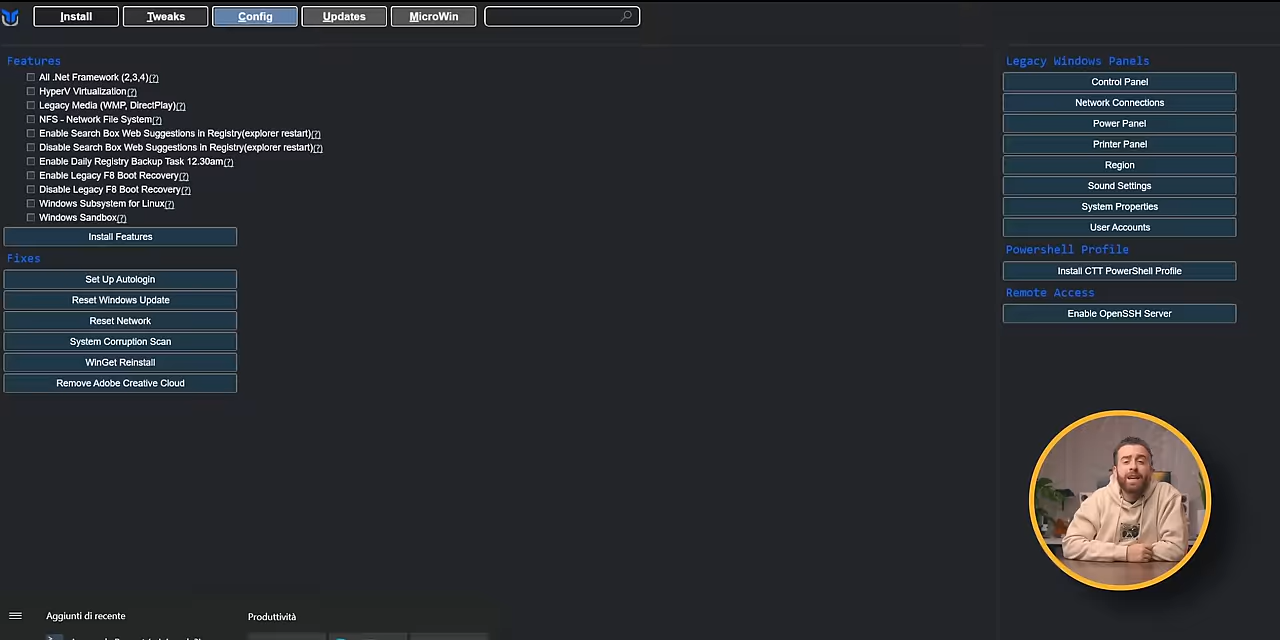 Install
Tweaks
Config
Updates
MicroWin
Features
All .Net Framework (2,3,4)(?)
HyperV Virtualization(?)
Legacy Media (WMP, DirectPlay)(?)
NFS - Network File System(?)
Enable Search Box Web Suggestions in Registry(explorer restart)(?)
Disable Search Box Web Suggestions in Registry(explorer restart)(?)
Enable Daily Registry Backup Task 12.30am(?)
Enable Legacy F8 Boot Recovery(?)
Disable Legacy F8 Boot Recovery(?)
Windows Subsystem for Linux(?)
Windows Sandbox(?)
Install Features
Fixes
Set Up Autologin
Reset Windows Update
Reset Network
System Corruption Scan
WinGet Reinstall
Remove Adobe Creative Cloud
Legacy Windows Panels
Control Panel
Network Connections
Power Panel
Printer Panel
Region
Sound Settings
System Properties
User Accounts
Powershell Profile
Install CTT PowerShell Profile
Remote Access
Enable OpenSSH Server
Aggiunti di recente
Produttività